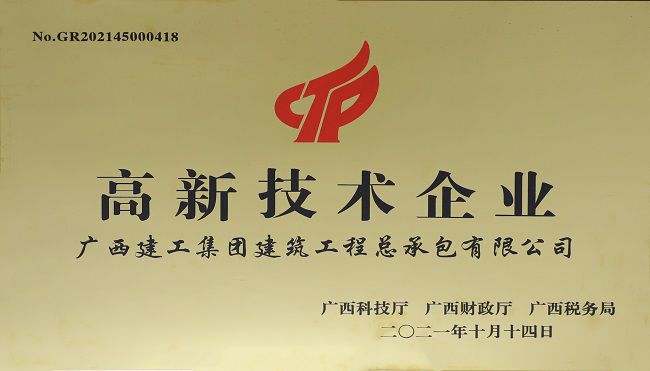 No.GR202145000418
CTP
高新技术企业
广西建工集团建筑工程总承包有限公司
广西科技厅 广西财政厅 广西税务局
二〇二一年十月十四日